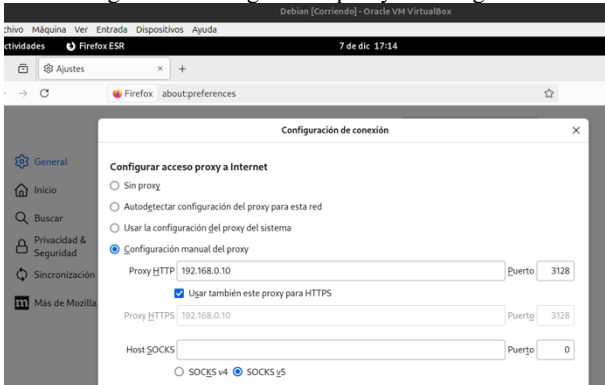 Debian [Corriendo] - Oracle VM VirtualBox
Máquina Ver Entrada Dispositivos Ayuda
Firefox ESR 7 de dic 17:14
Ajustes × +
Firefox about:preferences
Configuración de conexión ×
General
Configurar acceso proxy a Internet
Sin proxy
Inicio
Autodetectar configuración del proxy para esta red
Buscar
Usar la configuración del proxy del sistema
Privacidad &
Seguridad
Configuración manual del proxy
Sincronización
Proxy HTTP 192.168.0.10 Puerto 3128
Usar también este proxy para HTTPS
m Más de Mozilla
Proxy HTTPS 192.168.0.10 Puerto 3128
Host SOCKS Puerto 0
SOCKS v4 SOCKS v5